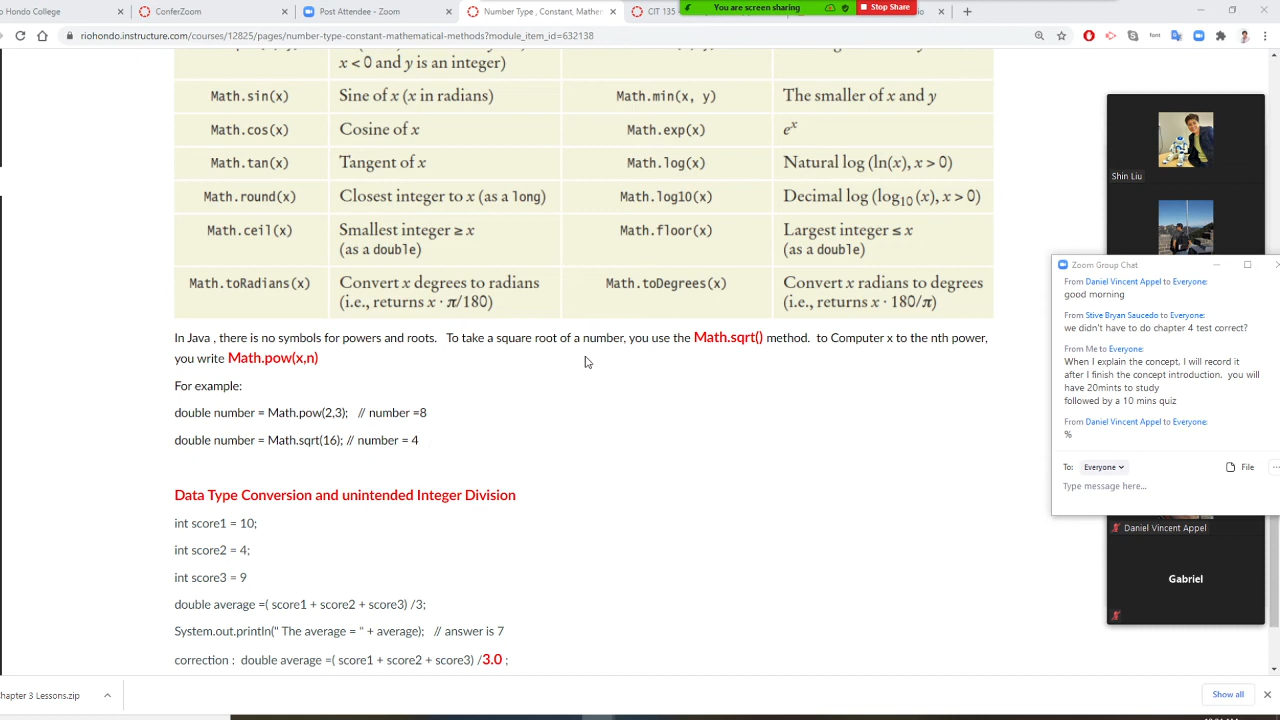 o Hondo College
ConferZoom
Post Attendee - Zoom
Number Type , Constant, Mather
CIT 135
You are screen sharing
Stop Share
riohondo.instructure.com/courses/12825/pages/number-type-constant-mathematical-methods?module_item_id=632138
x < 0 and y is an integer)
Math.sin(x) Sine of x (x in radians) Math.min(x, y) The smaller of x and y
Math.cos(x) Cosine of x Math.exp(x) eˣ
Math.tan(x) Tangent of x Math.log(x) Natural log (ln(x), x > 0)
Math.round(x) Closest integer to x (as a long) Math.log10(x) Decimal log (log₁₀ (x), x > 0)
Math.ceil(x) Smallest integer ≥ x Math.floor(x) Largest integer ≤ x
(as a double) (as a double)
Math.toRadians(x) Convert x degrees to radians Math.toDegrees(x) Convert x radians to degrees
(i.e., returns x · π/180) (i.e., returns x · 180/π)
In Java , there is no symbols for powers and roots. To take a square root of a number, you use the Math.sqrt() method. to Computer x to the nth power,
you write Math.pow(x,n)
For example:
double number = Math.pow(2,3); // number =8
double number = Math.sqrt(16); // number = 4
Data Type Conversion and unintended Integer Division
int score1 = 10;
int score2 = 4;
int score3 = 9
double average =( score1 + score2 + score3) /3;
System.out.println(" The average = " + average); // answer is 7
correction : double average =( score1 + score2 + score3) /3.0 ;
Shin Liu
Zoom Group Chat
From Daniel Vincent Appel to Everyone:
good morning
From Stive Bryan Saucedo to Everyone:
we didn't have to do chapter 4 test correct?
From Me to Everyone:
When I explain the concept, I will record it
after I finish the concept introduction. you will
have 20mints to study
followed by a 10 mins quiz
From Daniel Vincent Appel to Everyone:
%
To: Everyone File
Type message here...
Daniel Vincent Appel
Gabriel
hapter 3 Lessons.zip
Show all